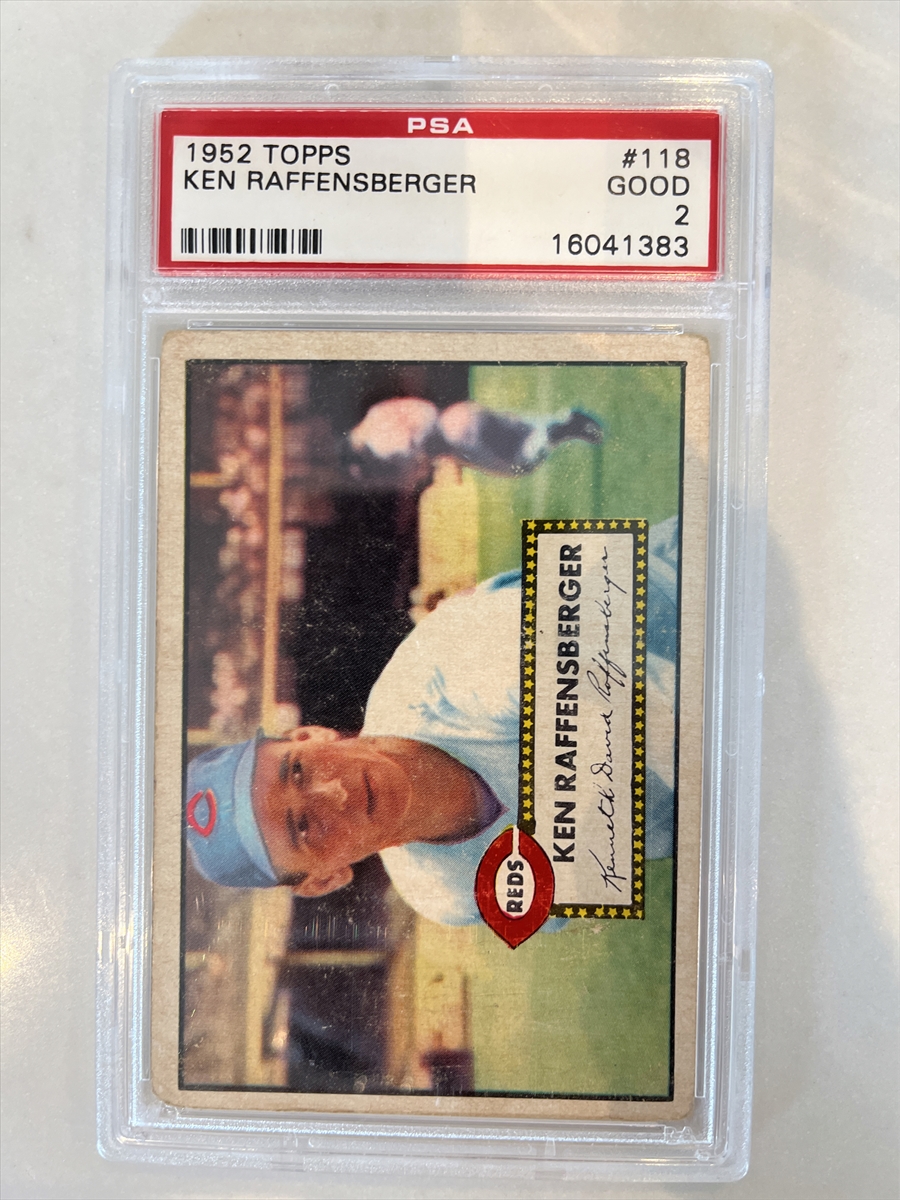 PSA
1952 TOPPS #118
KEN RAFFENSBERGER GOOD
2
16041383
C
REDS
KEN RAFFENSBERGER
Kenneth David Raffensberger